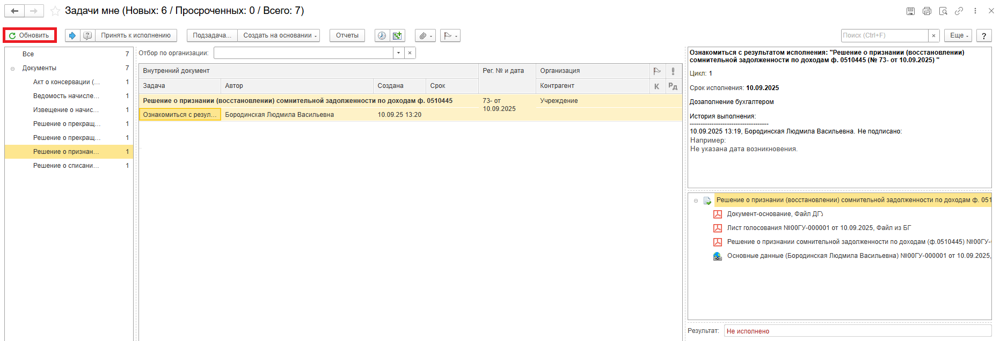 Задачи мне (Новых: 6 / Просроченных: 0 / Всего: 7)
Обновить
Принять к исполнению
Подзадача...
Создать на основании
Отчеты
Поиск (Ctrl+F)
×
Еще
?
Все 7
Документы 7
Акт о консервации (... 1
Ведомость начисле... 1
Извещение о начис... 1
Решение о прекращ... 1
Решение о прекращ... 1
Решение о признан... 1
Решение о списани... 1
Отбор по организации:
Внутренний документ Рег. № и дата Организация
Задача Автор Создана Срок Контрагент К Рд
Решение о признании (восстановлении) сомнительной задолженности по доходам ф. 0510445 73- от Учреждение
10.09.2025
Ознакомиться с резул... Бородинская Людмила Васильевна 10.09.25 13:20
Ознакомиться с результатом исполнения: "Решение о признании (восстановлении)
сомнительной задолженности по доходам ф. 0510445 (№ 73- от 10.09.2025) "
Цикл: 1
Срок исполнения: 10.09.2025
Дозаполнение бухгалтером
История выполнения:
------------------------------------
10.09.2025 13:19, Бородинская Людмила Васильевна. Не подписано:
Например:
Не указана дата возникновения.
Решение о признании (восстановлении) сомнительной задолженности по доходам ф. 051
Документ-основание, Файл ДГУ
Лист голосования №00ГУ-000001 от 10.09.2025, Файл из БГ
Решение о признании сомнительной задолженности по доходам (ф.0510445) №00ГУ-
Основные данные (Бородинская Людмила Васильевна) №00ГУ-000001 от 10.09.2025,
Результат: Не исполнено